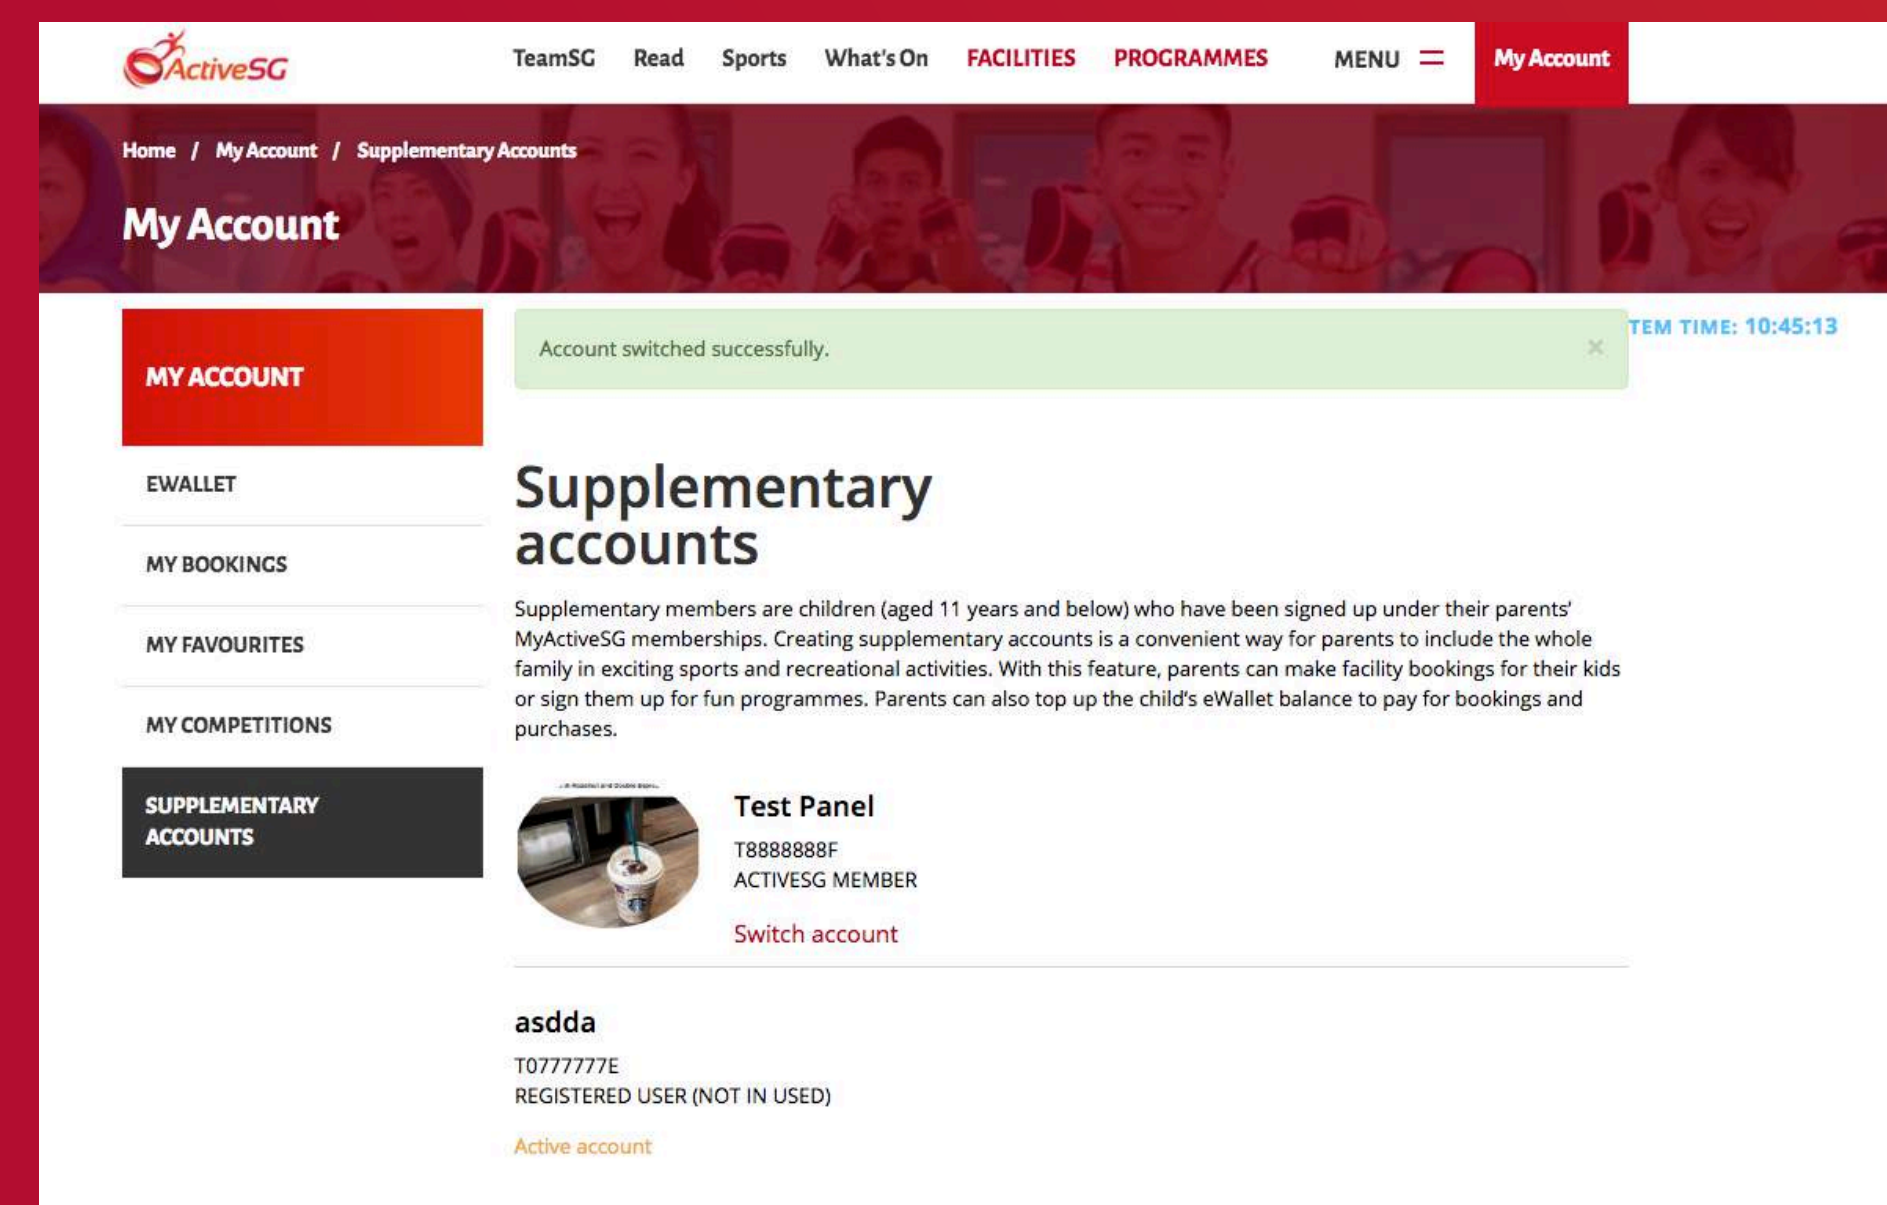 ActiveSG
TeamSG Read Sports What's On FACILITIES PROGRAMMES MENU My Account
Home / My Account / Supplementary Accounts
My Account
TEM TIME: 10:45:13
Account switched successfully. ×
MY ACCOUNT
EWALLET
MY BOOKINGS
MY FAVOURITES
MY COMPETITIONS
SUPPLEMENTARY
ACCOUNTS
Supplementary
accounts
Supplementary members are children (aged 11 years and below) who have been signed up under their parents'
MyActiveSG memberships. Creating supplementary accounts is a convenient way for parents to include the whole
family in exciting sports and recreational activities. With this feature, parents can make facility bookings for their kids
or sign them up for fun programmes. Parents can also top up the child's eWallet balance to pay for bookings and
purchases.
Test Panel
T8888888F
ACTIVESG MEMBER
Switch account
asdda
T0777777E
REGISTERED USER (NOT IN USED)
Active account